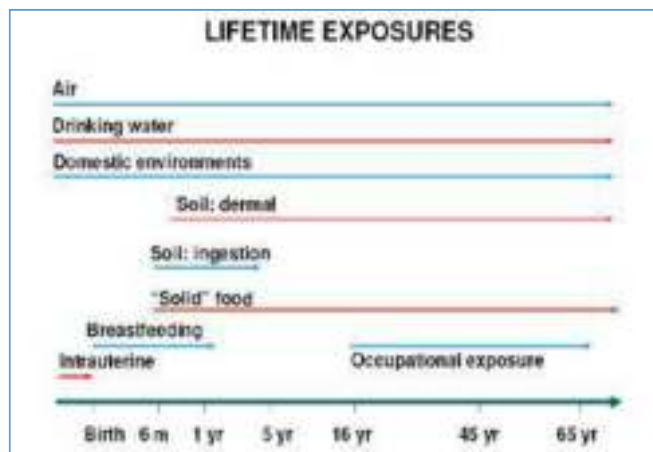 LIFETIME EXPOSURES
Air
Drinking water
Domestic environments
Soil: dermal
Soil: ingestion
"Solid" food
Breastfeeding
Intrauterine
Occupational exposure
Birth 6 m 1 yr 5 yr 16 yr 45 yr 65 yr